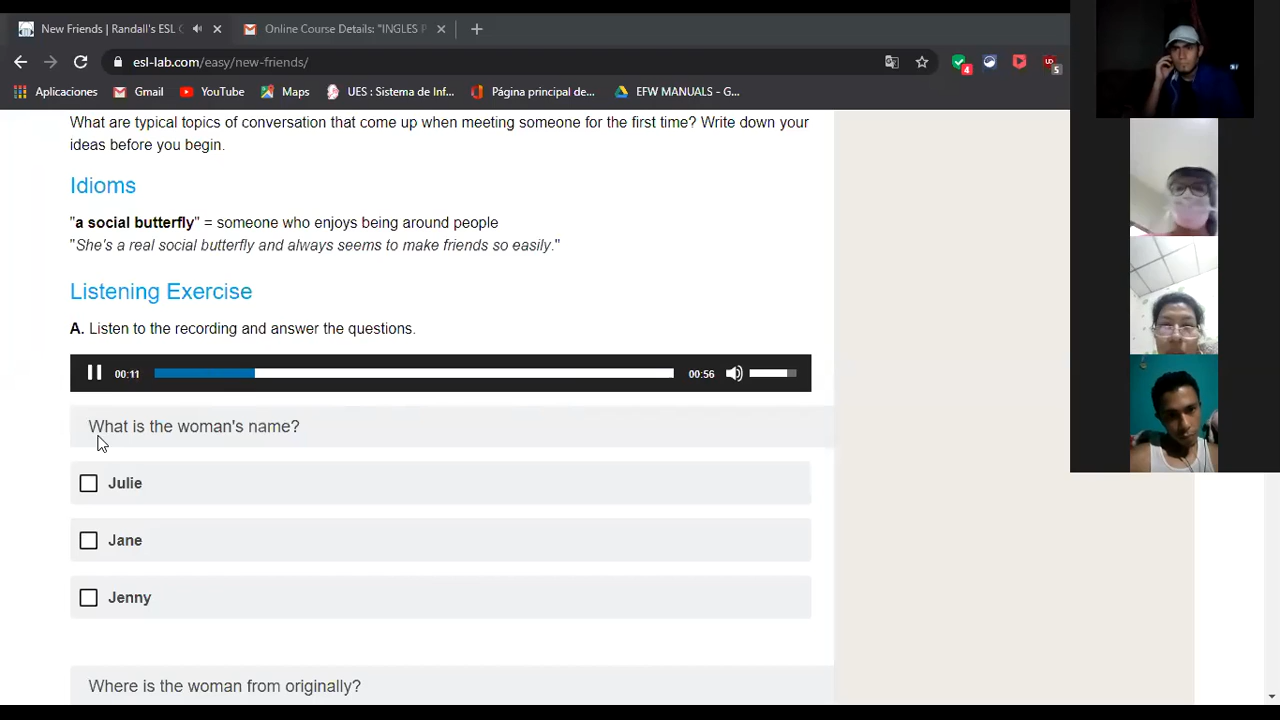 New Friends | Randall's ESL
Online Course Details: "INGLES P
esl-lab.com/easy/new-friends/
4
5
Aplicaciones
Gmail
YouTube
Maps
UES : Sistema de Inf...
Página principal de...
EFW MANUALS - G...
What are typical topics of conversation that come up when meeting someone for the first time? Write down your
ideas before you begin.
Idioms
"a social butterfly" = someone who enjoys being around people
"She's a real social butterfly and always seems to make friends so easily."
Listening Exercise
A. Listen to the recording and answer the questions.
00:11
00:56
What is the woman's name?
Julie
Jane
Jenny
Where is the woman from originally?